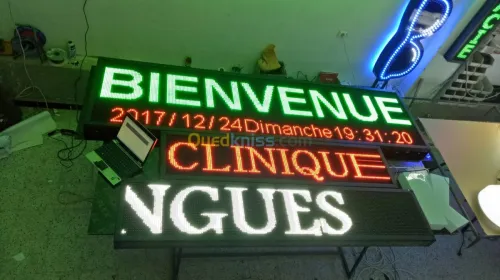 BIENVENUE
2017/12/24Dimanche19:31:20
Ouedkniss.com
CLINIQUE
NGUES